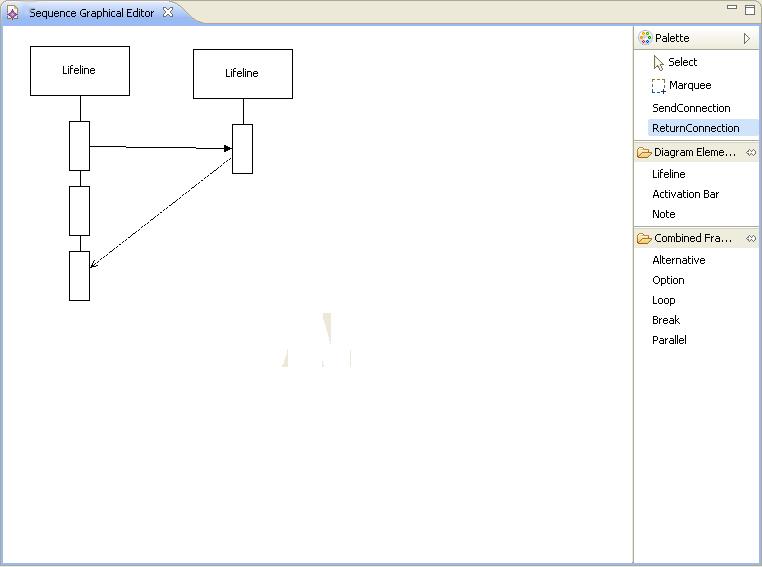 Sequence Graphical Editor
Lifeline
Lifeline
Palette
Select
Marquee
SendConnection
ReturnConnection
Diagram Eleme...
Lifeline
Activation Bar
Note
Combined Fra...
Alternative
Option
Loop
Break
Parallel